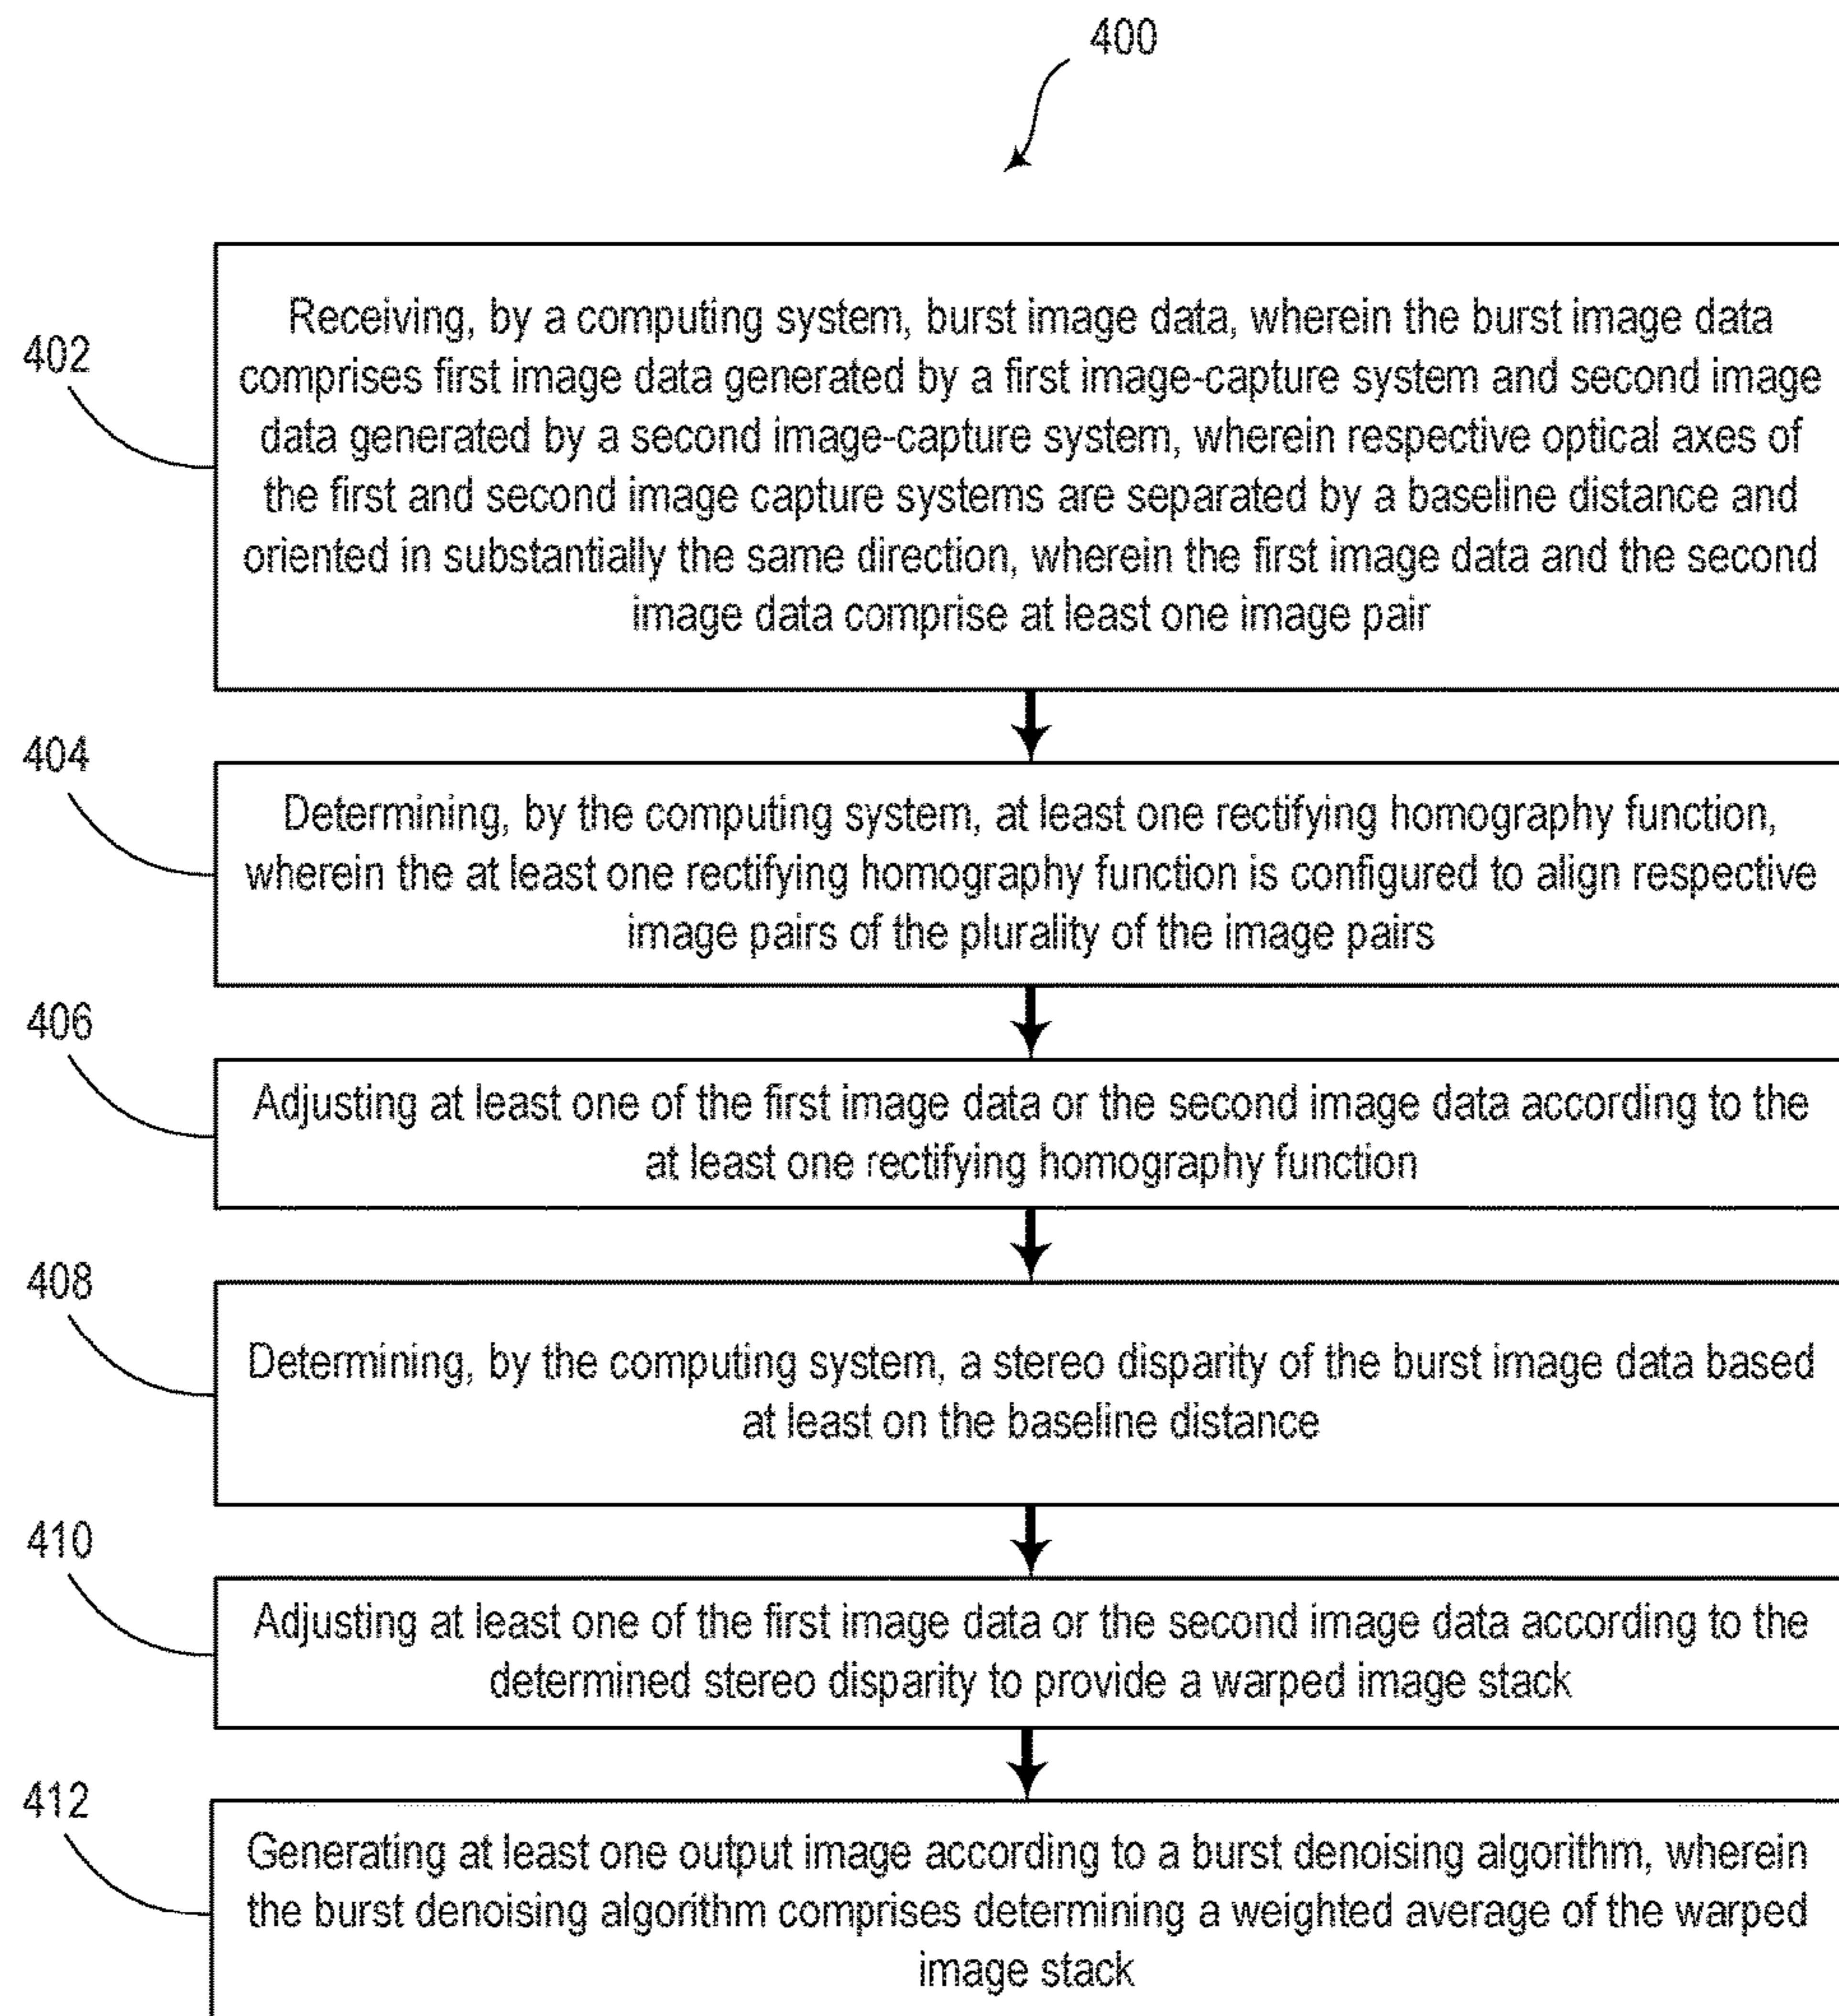 400
402
Receiving, by a computing system, burst image data, wherein the burst image data
comprises first image data generated by a first image-capture system and second image
data generated by a second image-capture system, wherein respective optical axes of
the first and second image capture systems are separated by a baseline distance and
oriented in substantially the same direction, wherein the first image data and the second
image data comprise at least one image pair
404
Determining, by the computing system, at least one rectifying homography function,
wherein the at least one rectifying homography function is configured to align respective
image pairs of the plurality of the image pairs
406
Adjusting at least one of the first image data or the second image data according to the
at least one rectifying homography function
408
Determining, by the computing system, a stereo disparity of the burst image data based
at least on the baseline distance
410
Adjusting at least one of the first image data or the second image data according to the
determined stereo disparity to provide a warped image stack
412
Generating at least one output image according to a burst denoising algorithm, wherein
the burst denoising algorithm comprises determining a weighted average of the warped
image stack